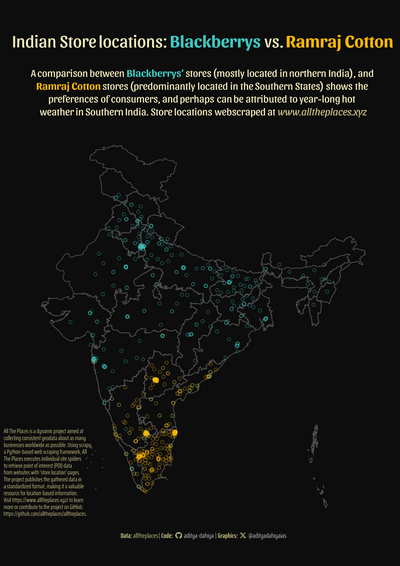 Indian Store locations: Blackberrys vs. Ramraj Cotton
A comparison between Blackberrys' stores (mostly located in northern India), and
Ramraj Cotton stores (predominantly located in the Southern States) shows the
preferences of consumers, and perhaps can be attributed to year-long hot
weather in Southern India. Store locations webscraped at www.alltheplaces.xyz
All The Places is a dynamic project aimed at
collecting consistent geodata about as many
businesses worldwide as possible. Using scrapy,
a Python-based web scraping framework, All
The Places executes individual site spiders
to retrieve point of interest (POI) data
from websites with 'store location' pages.
The project publishes the gathered data in
a standardized format, making it a valuable
resource for location-based information.
Visit https://www.alltheplaces.xyz/ to learn
more or contribute to the project on GitHub:
https://github.com/alltheplaces/alltheplaces.
Data: alltheplaces | Code: aditya-dahiya | Graphics: X @adityadahiyaias